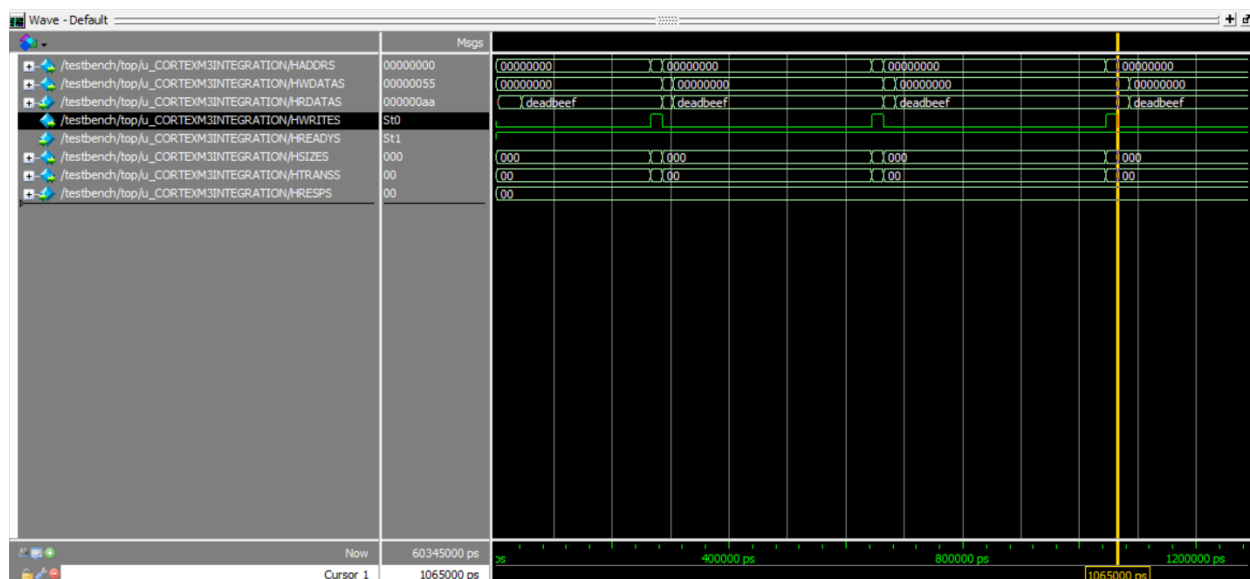 Wave - Default
Msgs
/testbench/top/u_CORTEXM3INTEGRATION/HADDRS 00000000 00000000 00000000 00000000 00000000
/testbench/top/u_CORTEXM3INTEGRATION/HWDATAS 00000055 00000000 00000000 00000000 00000000
/testbench/top/u_CORTEXM3INTEGRATION/HRDATAS 000000aa deadbeef deadbeef deadbeef deadbeef
/testbench/top/u_CORTEXM3INTEGRATION/HWRITES St0
/testbench/top/u_CORTEXM3INTEGRATION/HREADYS St1
/testbench/top/u_CORTEXM3INTEGRATION/HSIZES 000 000 000 000 000
/testbench/top/u_CORTEXM3INTEGRATION/HTRANSS 00 00 00 00 00
/testbench/top/u_CORTEXM3INTEGRATION/HRESPS 00 00
Now 60345000 ps ps 400000 ps 800000 ps 1200000 ps
Cursor 1 1065000 ps 1065000 ps